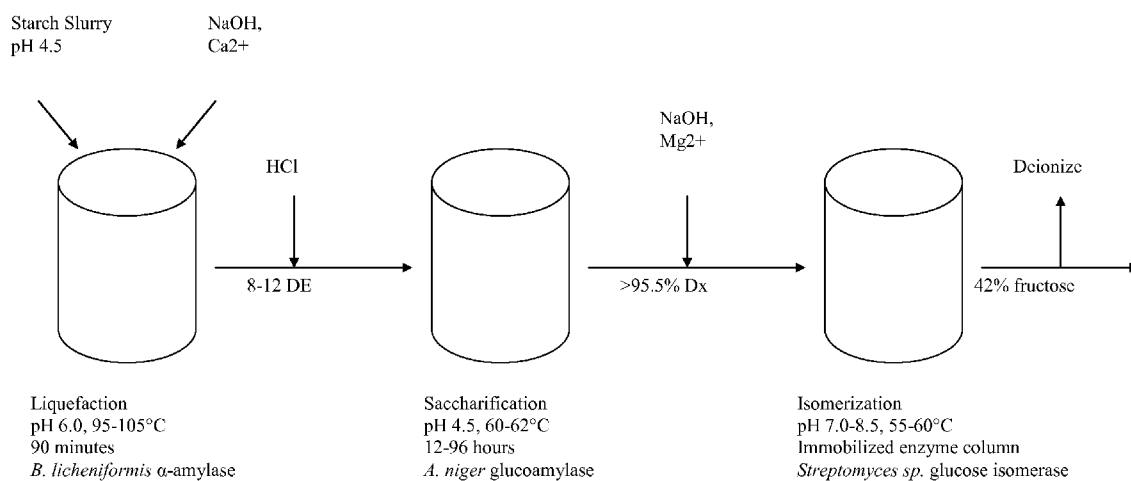 Starch Slurry
pH 4.5
NaOH,
Ca2+
HCl
8-12 DE
NaOH,
Mg2+
>95.5% Dx
Deionize
42% fructose
Liquefaction
pH 6.0, 95-105°C
90 minutes
B. licheniformis α-amylase
Saccharification
pH 4.5, 60-62°C
12-96 hours
A. niger glucoamylase
Isomerization
pH 7.0-8.5, 55-60°C
Immobilized enzyme column
Streptomyces sp. glucose isomerase